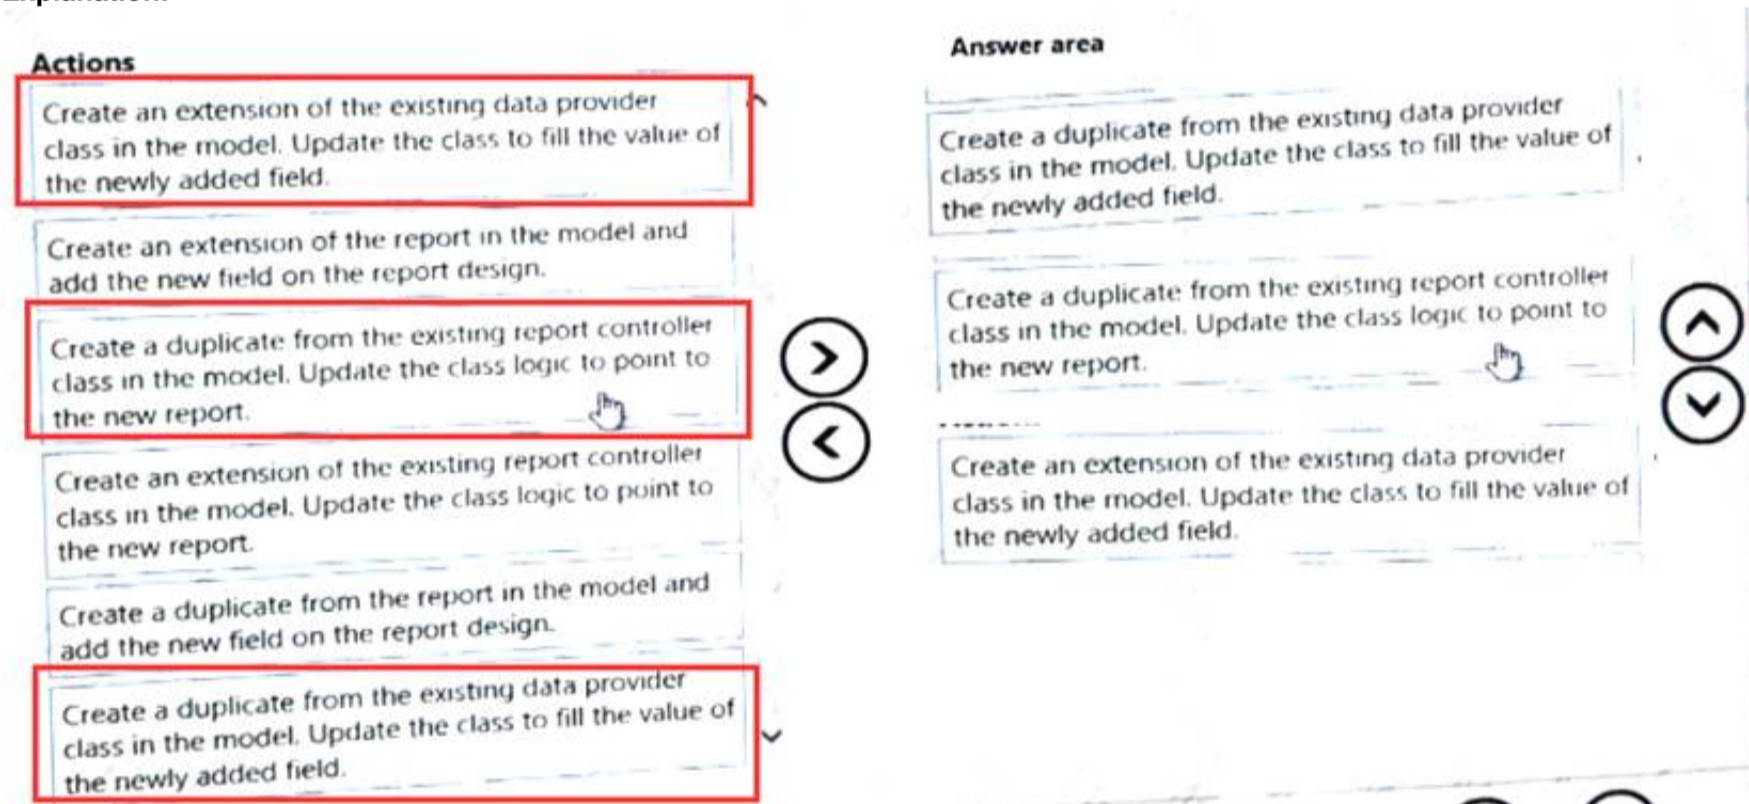 Actions
Create an extension of the existing data provider
class in the model. Update the class to fill the value of
the newly added field.
Create an extension of the report in the model and
add the new field on the report design.
Create a duplicate from the existing report controller
class in the model. Update the class logic to point to
the new report.
Create an extension of the existing report controller
class in the model. Update the class logic to point to
the new report.
Create a duplicate from the report in the model and
add the new field on the report design.
Create a duplicate from the existing data provider
class in the model. Update the class to fill the value of
the newly added field.
Answer area
Create a duplicate from the existing data provider
class in the model. Update the class to fill the value of
the newly added field.
Create a duplicate from the existing report controller
class in the model. Update the class logic to point to
the new report.
Create an extension of the existing data provider
class in the model. Update the class to fill the value of
the newly added field.